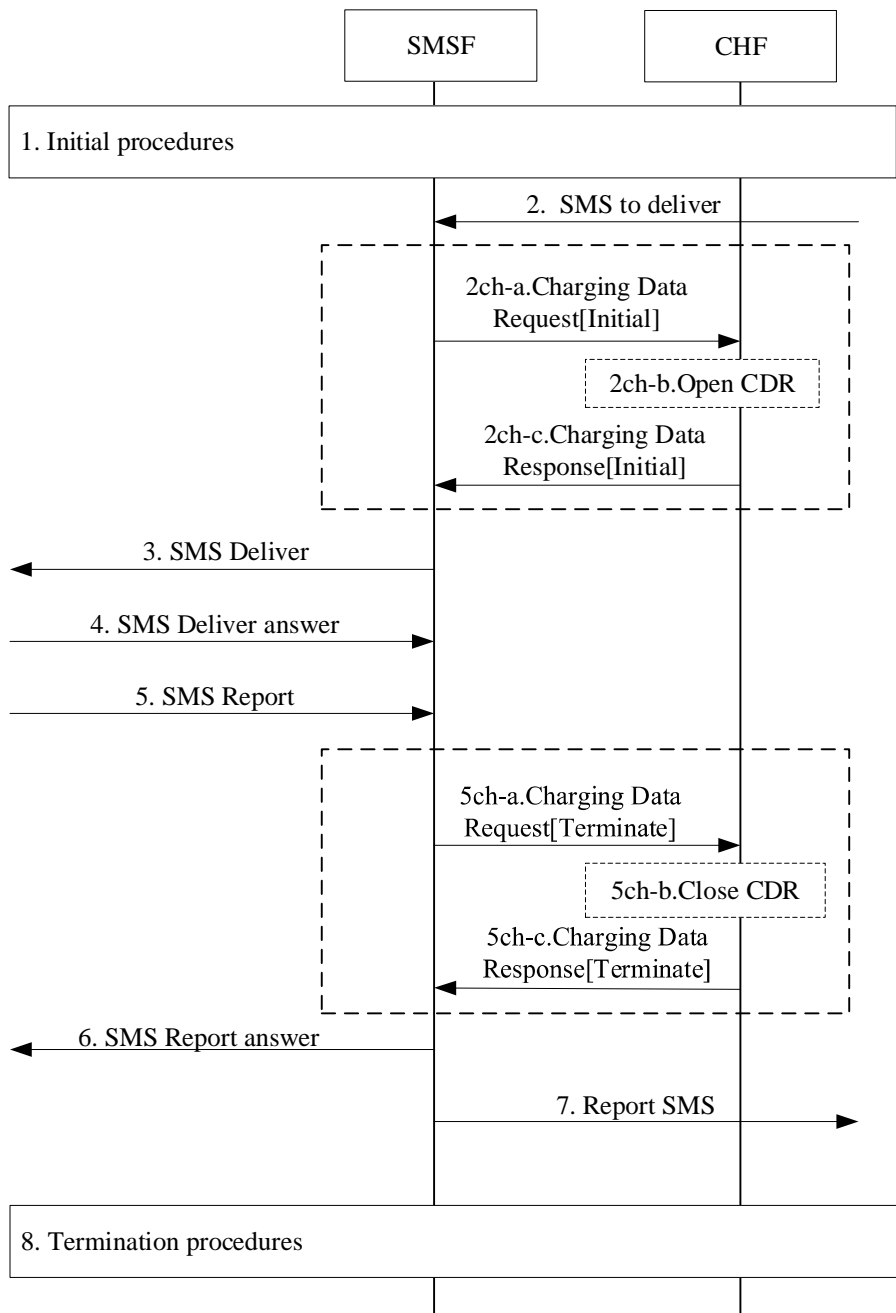 SMSF
CHF
1. Initial procedures
2.  SMS to deliver
2ch-a.Charging Data
Request[Initial]
2ch-b.Open CDR
2ch-c.Charging Data
Response[Initial]
3. SMS Deliver
4. SMS Deliver answer
5. SMS Report
5ch-a.Charging Data
Request[Terminate]
5ch-b.Close CDR
5ch-c.Charging Data
Response[Terminate]
6. SMS Report answer
7. Report SMS
8. Termination procedures